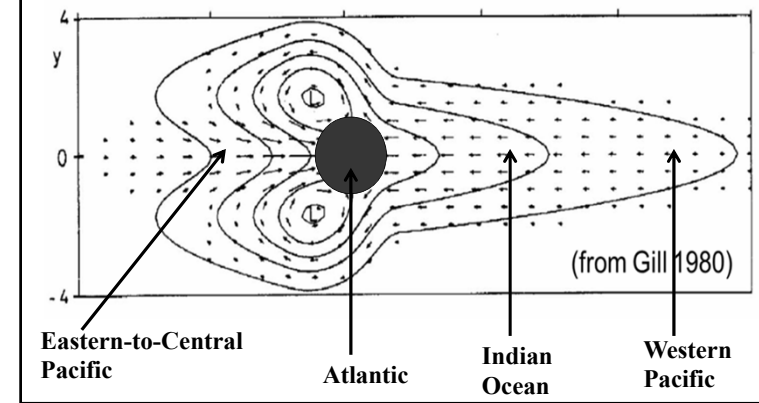 4
y
0
-4
L
L
(from Gill 1980)
Eastern-to-Central
Pacific
Atlantic
Indian
Ocean
Western
Pacific